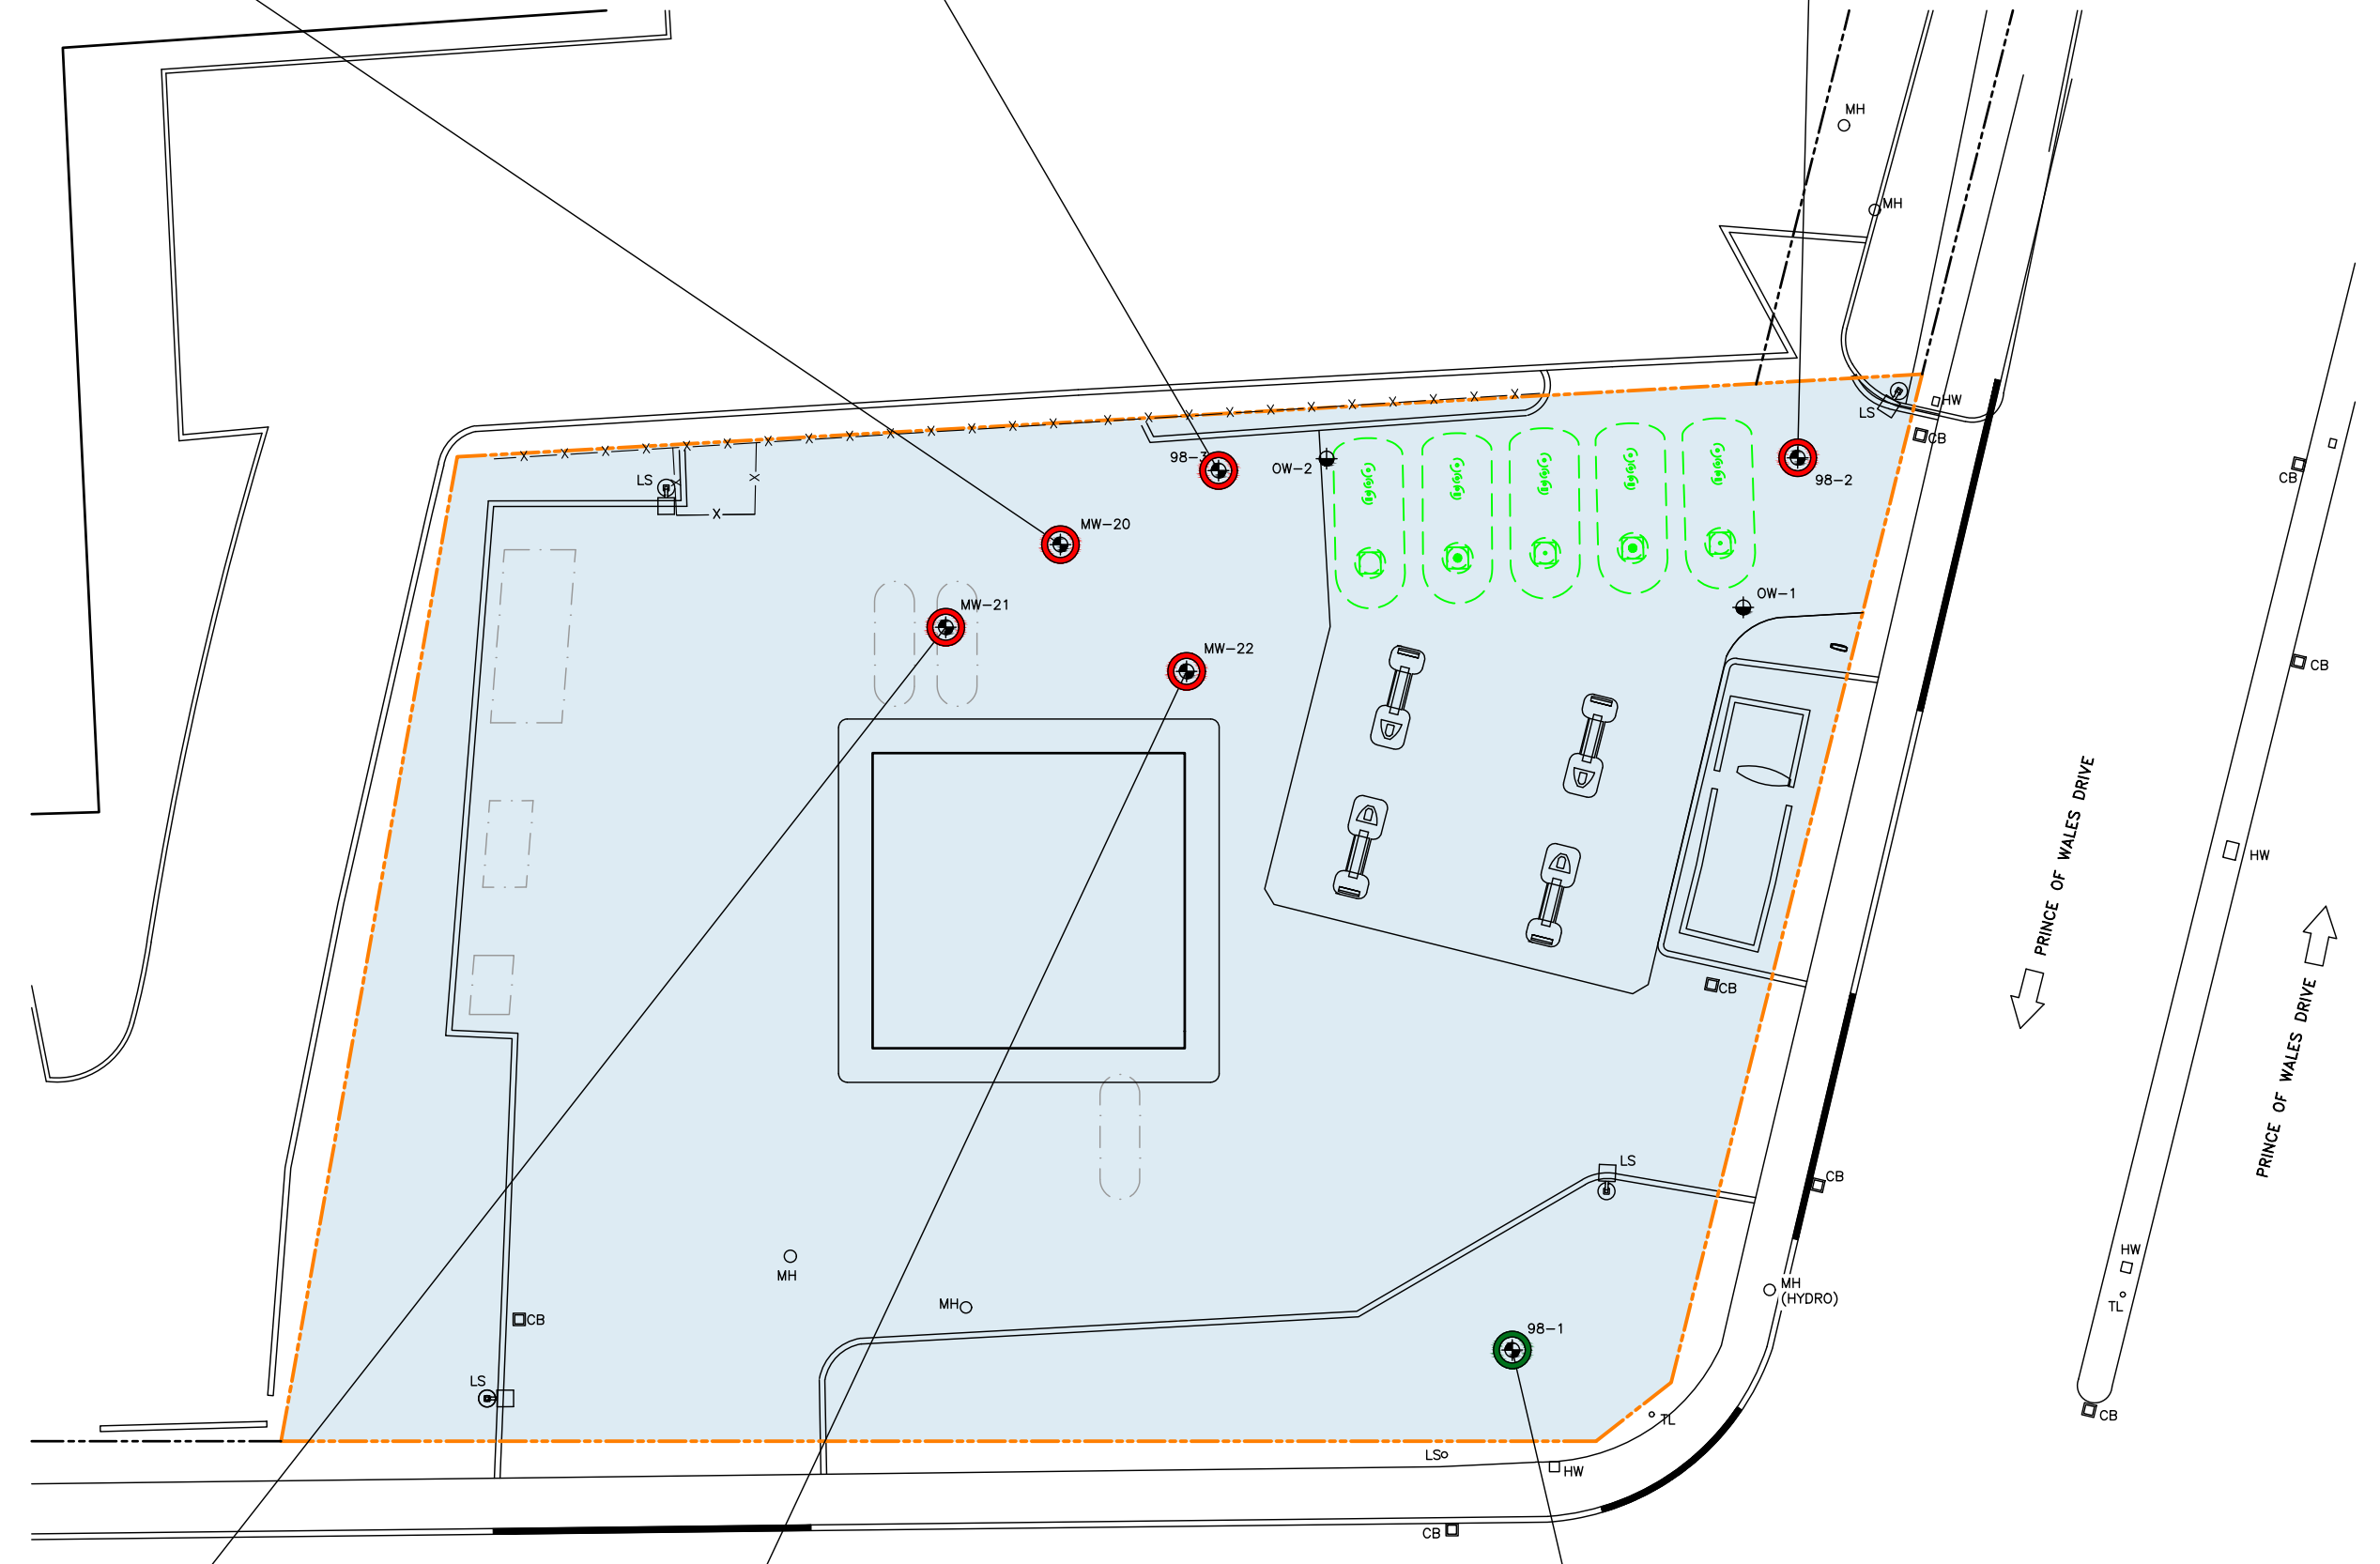 MH
MH
LS
HW
CB
98-
OW-2
98-2
CB
LS
MW-20
CB
MW-21
OW-1
MW-22
PRINCE OF WALES DRIVE
HW
CB
PRINCE OF WALES DRIVE
LS
CB
HW
MH
MH
(HYDRO)
MH
TL
CB
98-1
LS
TL
CB
LS
HW
CB
X X X X X X X X X X X X X X X X X X X X X X X X X
X
X
X